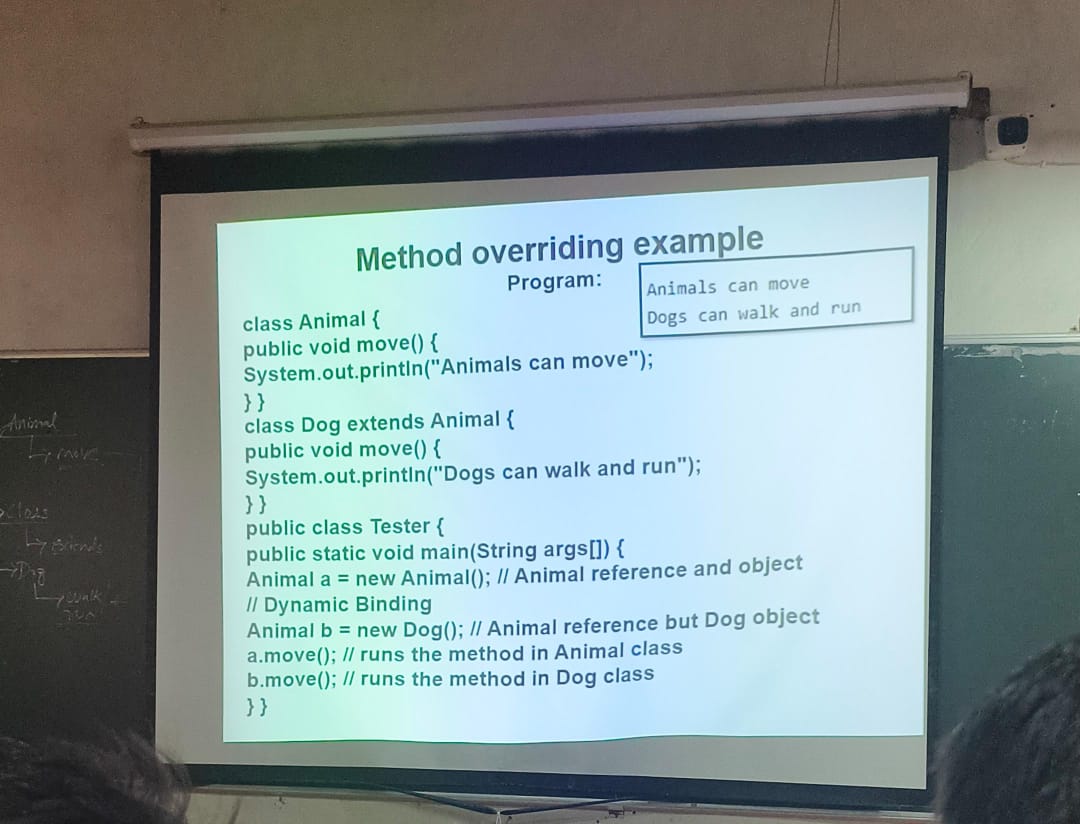 Method overriding example
Program:
Animals can move
Dogs can walk and run
class Animal {
public void move() {
System.out.println("Animals can move");
} }
class Dog extends Animal {
public void move() {
System.out.println("Dogs can walk and run");
} }
public class Tester {
public static void main(String args[]) {
Animal a = new Animal(); // Animal reference and object
// Dynamic Binding
Animal b = new Dog(); // Animal reference but Dog object
a.move(); // runs the method in Animal class
b.move(); // runs the method in Dog class
} }
Animal
move
Class
Dog
walk
run